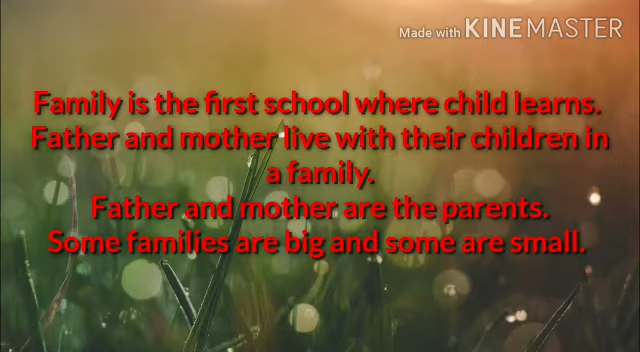 Made with KINEMASTER
Family is the first school where child learns.
Father and mother live with their children in
a family.
Father and mother are the parents.
Some families are big and some are small.